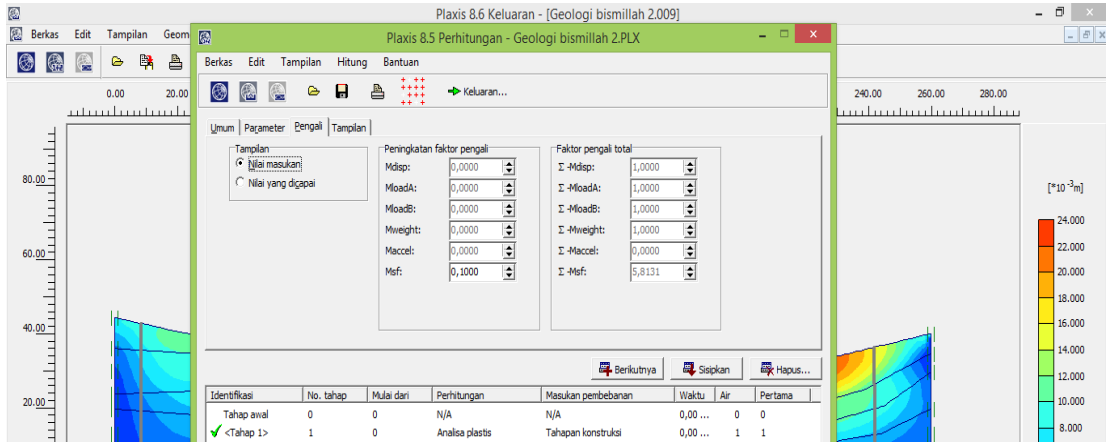 Plaxis 8.6 Keluaran - [Geologi bismillah 2.009]
Berkas Edit Tampilan Geom
Plaxis 8.5 Perhitungan - Geologi bismillah 2.PLX
Berkas Edit Tampilan Hitung Bantuan
Keluaran...
0.00 20.00 240.00 260.00 280.00
Umum Parameter Pengali Tampilan
Tampilan
Nilai masukan
Nilai yang dicapai
Peningkatan faktor pengali
Mdisp: 0,0000
MloadA: 0,0000
MloadB: 0,0000
Mweight: 0,0000
Maccel: 0,0000
Msf: 0,1000
Faktor pengali total
Σ -Mdisp: 1,0000
Σ -MloadA: 1,0000
Σ -MloadB: 1,0000
Σ -Mweight: 1,0000
Σ -Maccel: 0,0000
Σ -Msf: 5,8131
80.00
60.00
40.00
20.00
[*10 -3m]
24.000
22.000
20.000
18.000
16.000
14.000
12.000
10.000
8.000
Berikutnya Sisipkan Hapus...
Identifikasi No. tahap Mulai dari Perhitungan Masukan pembebanan Waktu Air Pertama
Tahap awal 0 0 N/A N/A 0,00 ... 0 0
<Tahap 1> 1 0 Analisa plastis Tahapan konstruksi 0,00 ... 1 1